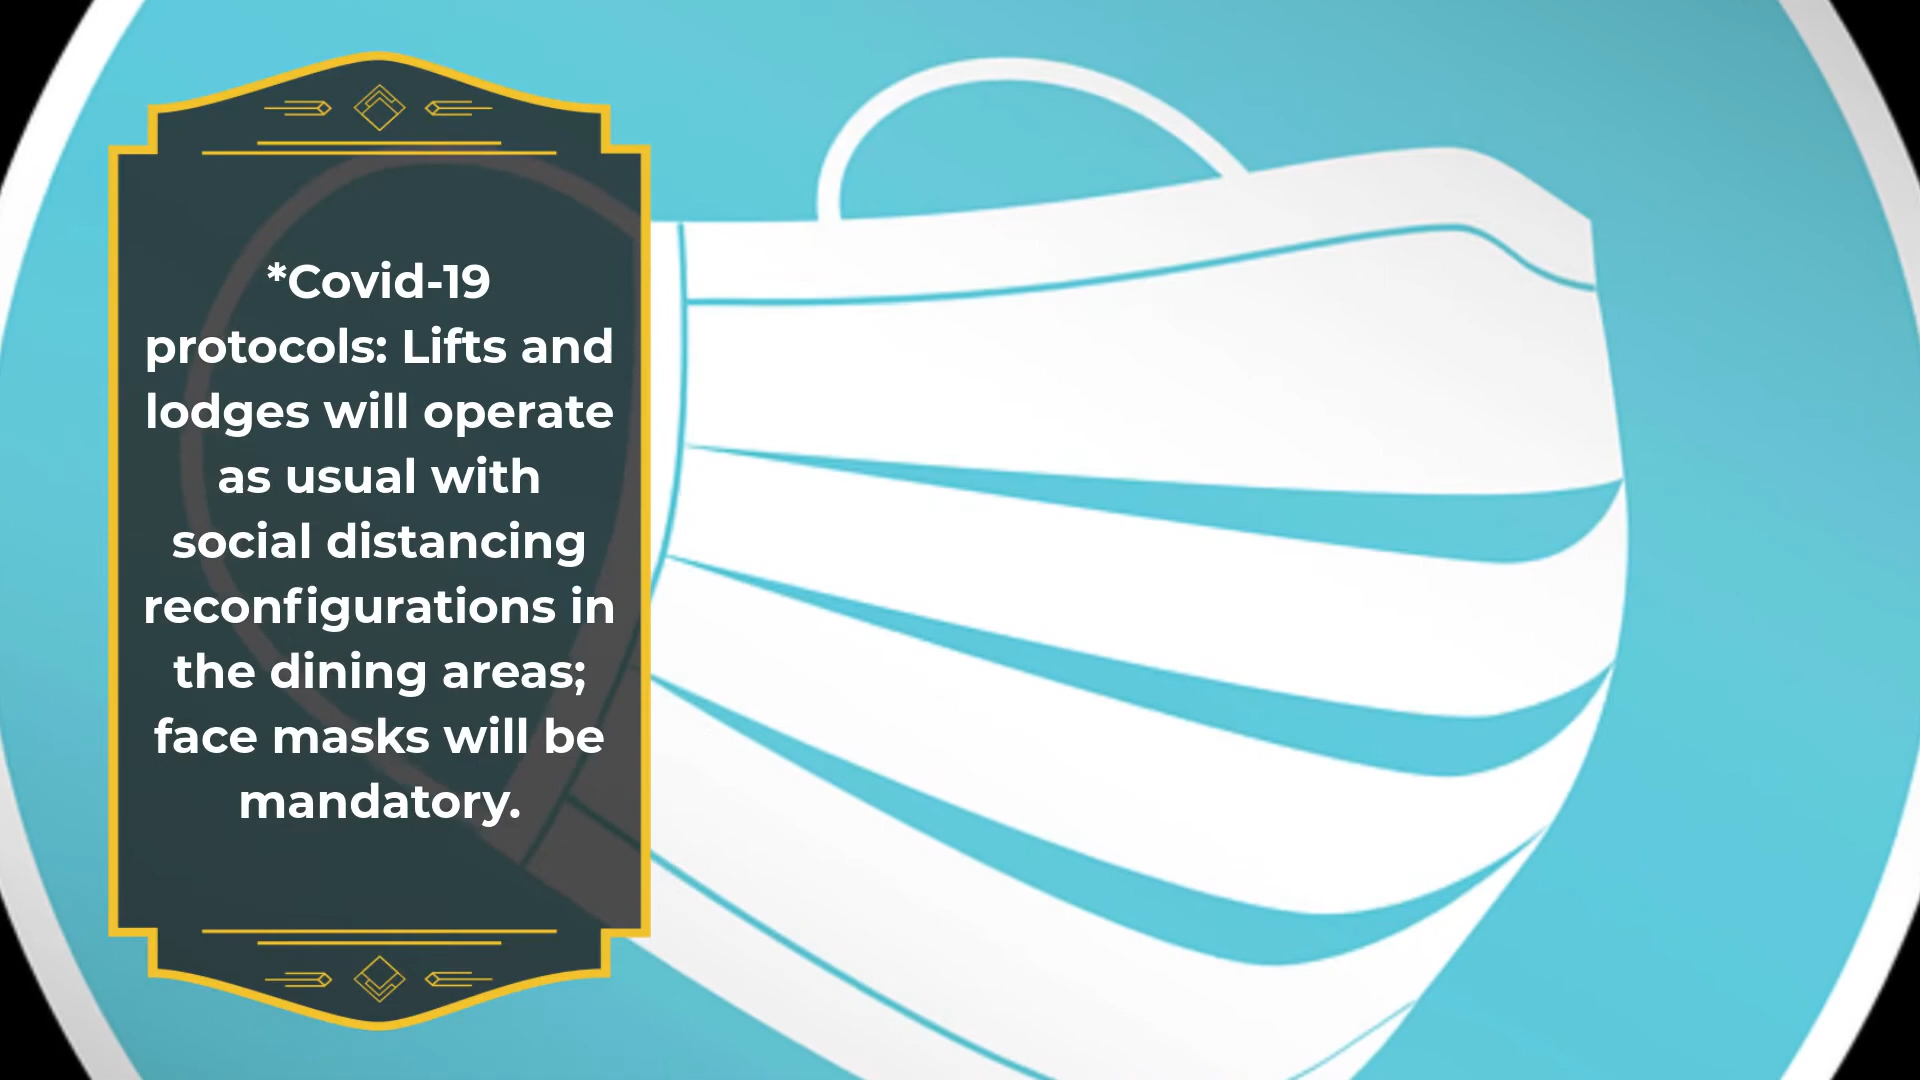 *Covid-19
protocols: Lifts and
lodges will operate
as usual with
social distancing
reconfigurations in
the dining areas;
face masks will be
mandatory.